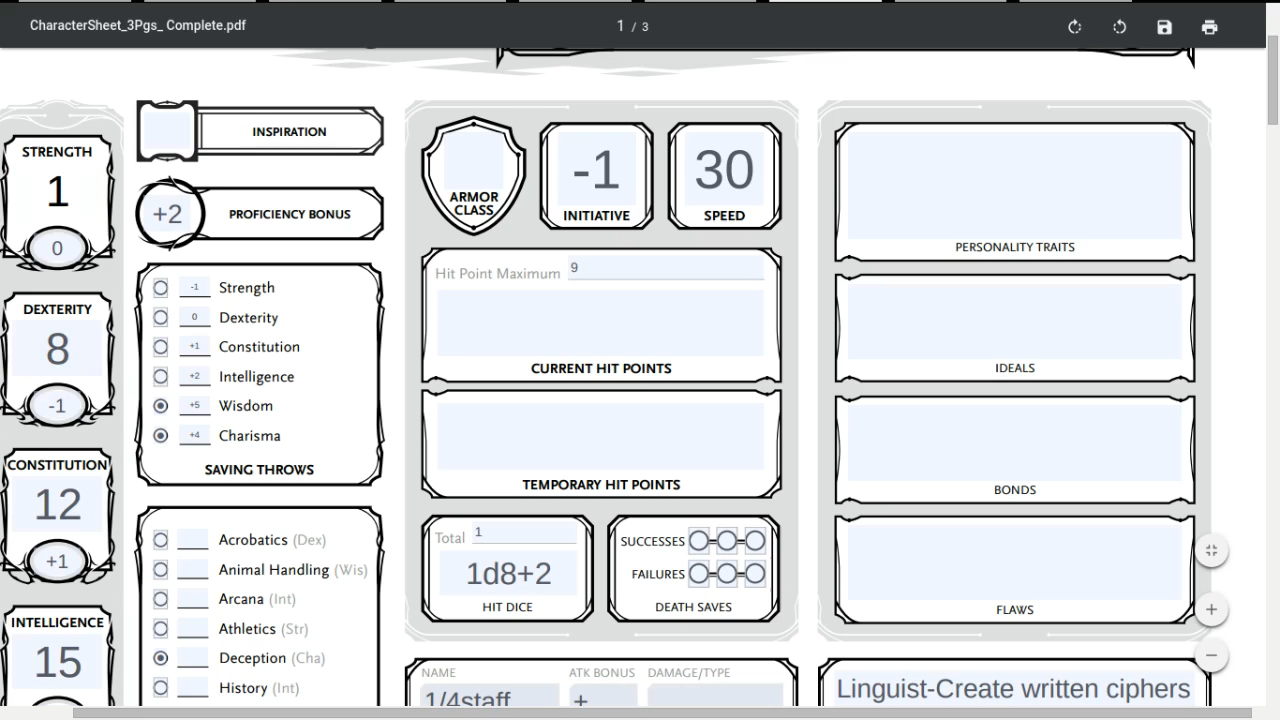 CharacterSheet_3Pgs_ Complete.pdf
1 / 3
STRENGTH
1
0
DEXTERITY
8
-1
CONSTITUTION
12
+1
INTELLIGENCE
15
INSPIRATION
+2 PROFICIENCY BONUS
-1 Strength
0 Dexterity
+1 Constitution
+2 Intelligence
+5 Wisdom
+4 Charisma
SAVING THROWS
Acrobatics (Dex)
Animal Handling (Wis)
Arcana (Int)
Athletics (Str)
Deception (Cha)
History (Int)
ARMOR
CLASS
-1
INITIATIVE
30
SPEED
Hit Point Maximum 9
CURRENT HIT POINTS
TEMPORARY HIT POINTS
Total 1
1d8+2
HIT DICE
SUCCESSES
FAILURES
DEATH SAVES
NAME ATK BONUS DAMAGE/TYPE
1/4staff +
PERSONALITY TRAITS
IDEALS
BONDS
FLAWS
Linguist-Create written ciphers